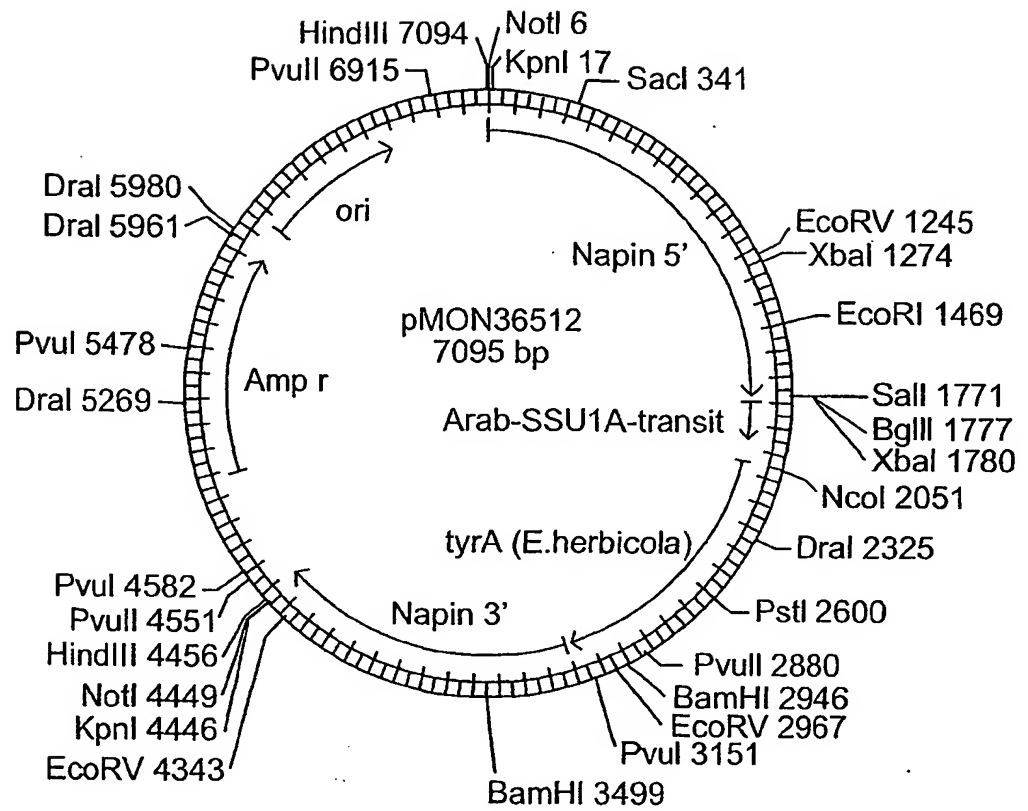 HindIII 7094
NotI 6
KpnI 17
PvuII 6915
SacI 341
DraI 5980
DraI 5961
ori
EcoRV 1245
XbaI 1274
Napin 5’
EcoRI 1469
pMON36512
7095 bp
PvuI 5478
Amp r
DraI 5269
SalI 1771
Arab-SSU1A-transit
BglII 1777
XbaI 1780
NcoI 2051
tyrA (E.herbicola)
DraI 2325
PvuI 4582
PvuII 4551
Napin 3’
PstI 2600
HindIII 4456
NotI 4449
KpnI 4446
EcoRV 4343
PvuII 2880
BamHI 2946
EcoRV 2967
PvuI 3151
BamHI 3499